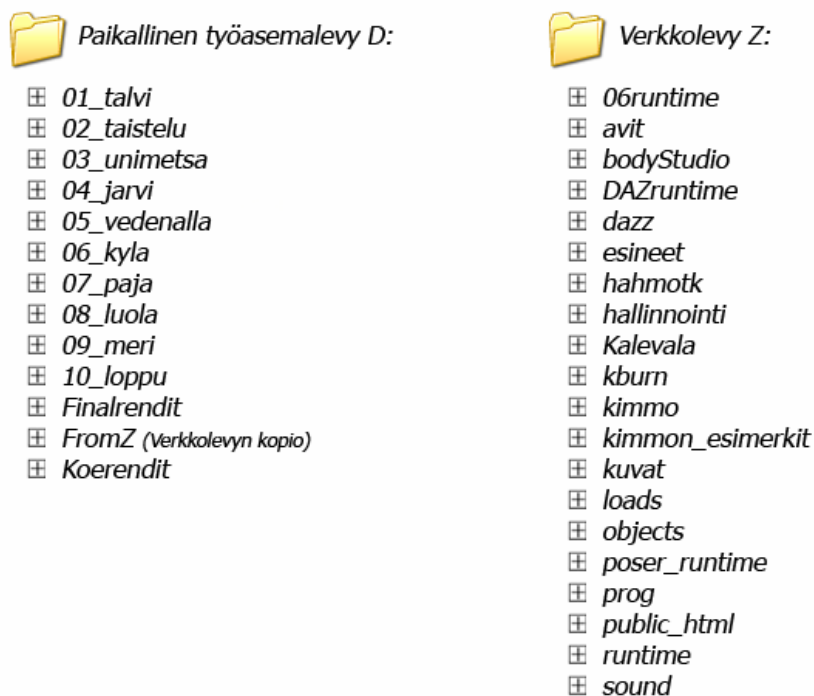 Paikallinen työasemalevy D:
01_talvi
02_taistelu
03_unimetsa
04_jarvi
05_vedenalla
06_kyla
07_paja
08_luola
09_meri
10_loppu
Finalrendit
FromZ (Verkkolevyn kopio)
Koerendit
Verkkolevy Z:
06runtime
avit
bodyStudio
DAZruntime
dazz
esineet
hahmotk
hallinnointi
Kalevala
kburn
kimmo
kimmon_esimerkit
kuvat
loads
objects
poser_runtime
prog
public_html
runtime
sound